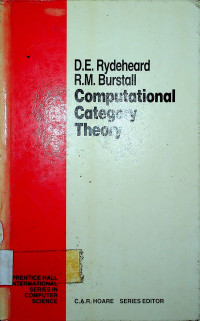 D.E. Rydeheard
R.M. Burstall
Computational
Category
Theory
PRENTICE HALL
INTERNATIONAL
SERIES IN
COMPUTER
SCIENCE
C.A.R. HOARE SERIES EDITOR